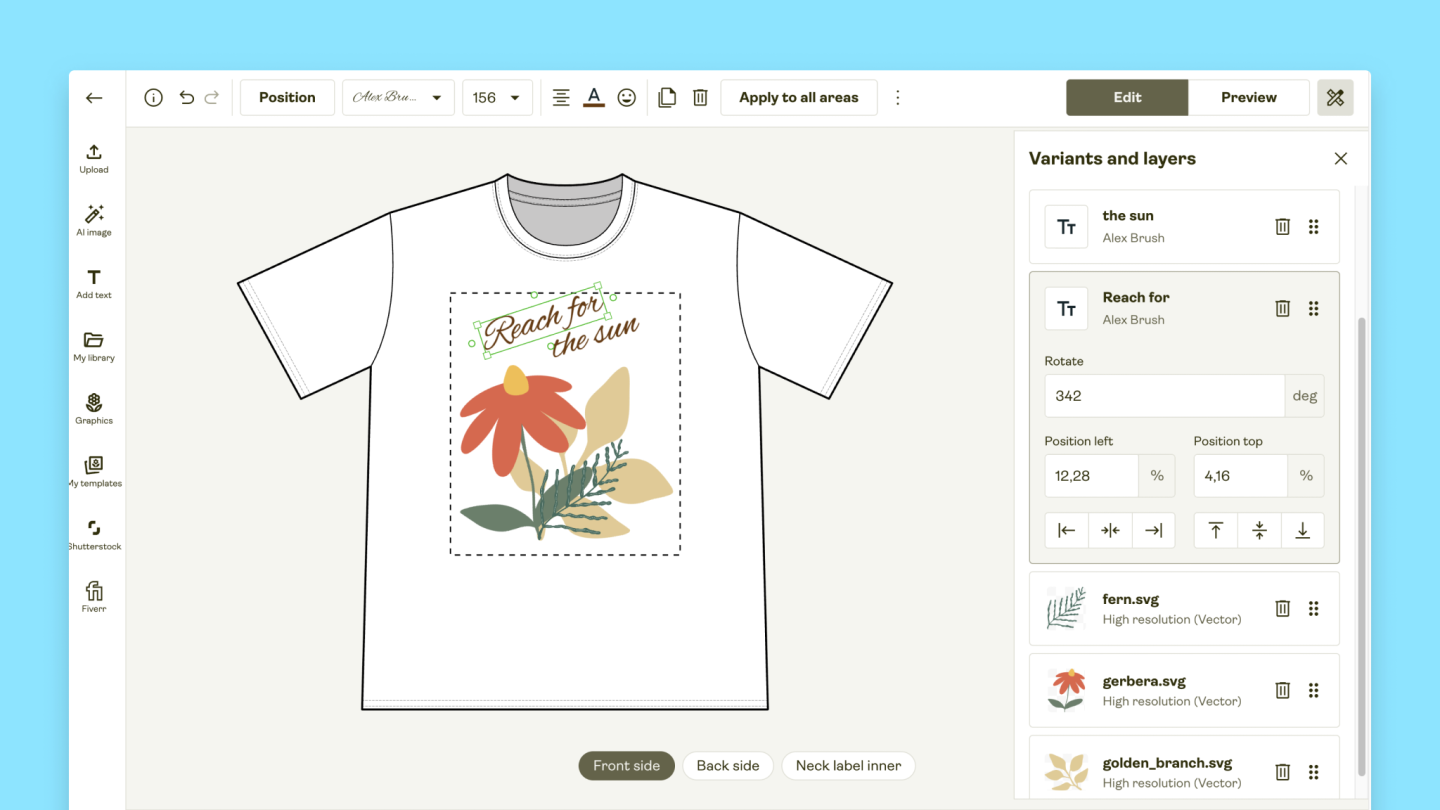 Position
Alex Bru...
156
Apply to all areas
Edit
Preview
Upload
AI image
Add text
My library
Graphics
My templates
Shutterstock
Fiverr
Reach for
the sun
Front side
Back side
Neck label inner
Variants and layers
Tт
the sun
Alex Brush
Tт
Reach for
Alex Brush
Rotate
342 deg
Position left
12,28 %
Position top
4,16 %
fern.svg
High resolution (Vector)
gerbera.svg
High resolution (Vector)
golden_branch.svg
High resolution (Vector)